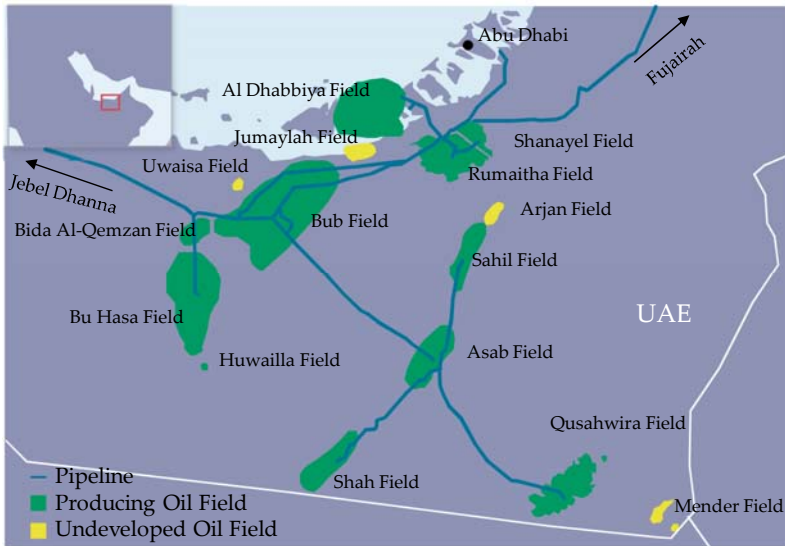 Abu Dhabi
Fujairah
Al Dhabbiya Field
Jumaylah Field
Shanayel Field
Uwaisa Field
Rumaitha Field
Jebel Dhanna
Arjan Field
Bida Al-Qemzan Field
Bub Field
Sahil Field
Bu Hasa Field
UAE
Huwailla Field
Asab Field
Qusahwira Field
Shah Field
Mender Field
Pipeline
Producing Oil Field
Undeveloped Oil Field